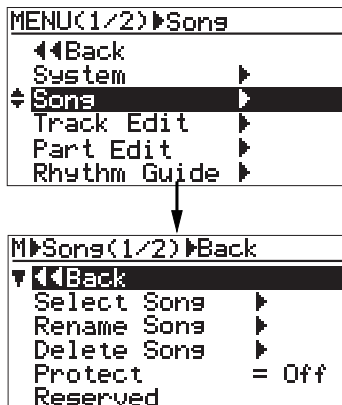 MENU(1/2)▶Song
◀◀Back
System ▶
Song ▶
Track Edit ▶
Part Edit ▶
Rhythm Guide ▶
M▶Song(1/2)▶Back
◀◀Back
Select Song ▶
Rename Song ▶
Delete Song ▶
Protect = Off
Reserved